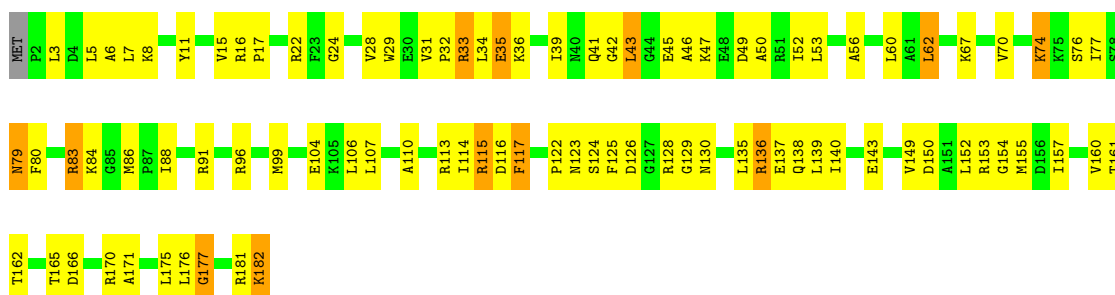 MET P2 L3 D4 L5 A6 L7 K8 Y11 V15 R16 P17 R22 F23 G24 V28 W29 E30 V31 P32 R33 L34 E35 K36 I39 N40 Q41 G42 L43 G44 E45 A46 K47 E48 D49 A50 R51 I52 L53 A56 L60 A61 L62 K67 V70 K74 K75 S76 I77 S78
N79 F80 R83 K84 G85 M86 P87 I88 R91 R96 M99 E104 K105 L106 L107 A110 R113 I114 R115 D116 F117 P122 N123 S124 F125 D126 G127 R128 G129 N130 L135 R136 E137 Q138 L139 I140 E143 V149 D150 A151 L152 R153 G154 M155 D156 I157 V160 T161
T162 T165 D166 R170 A171 L175 L176 G177 R181 K182